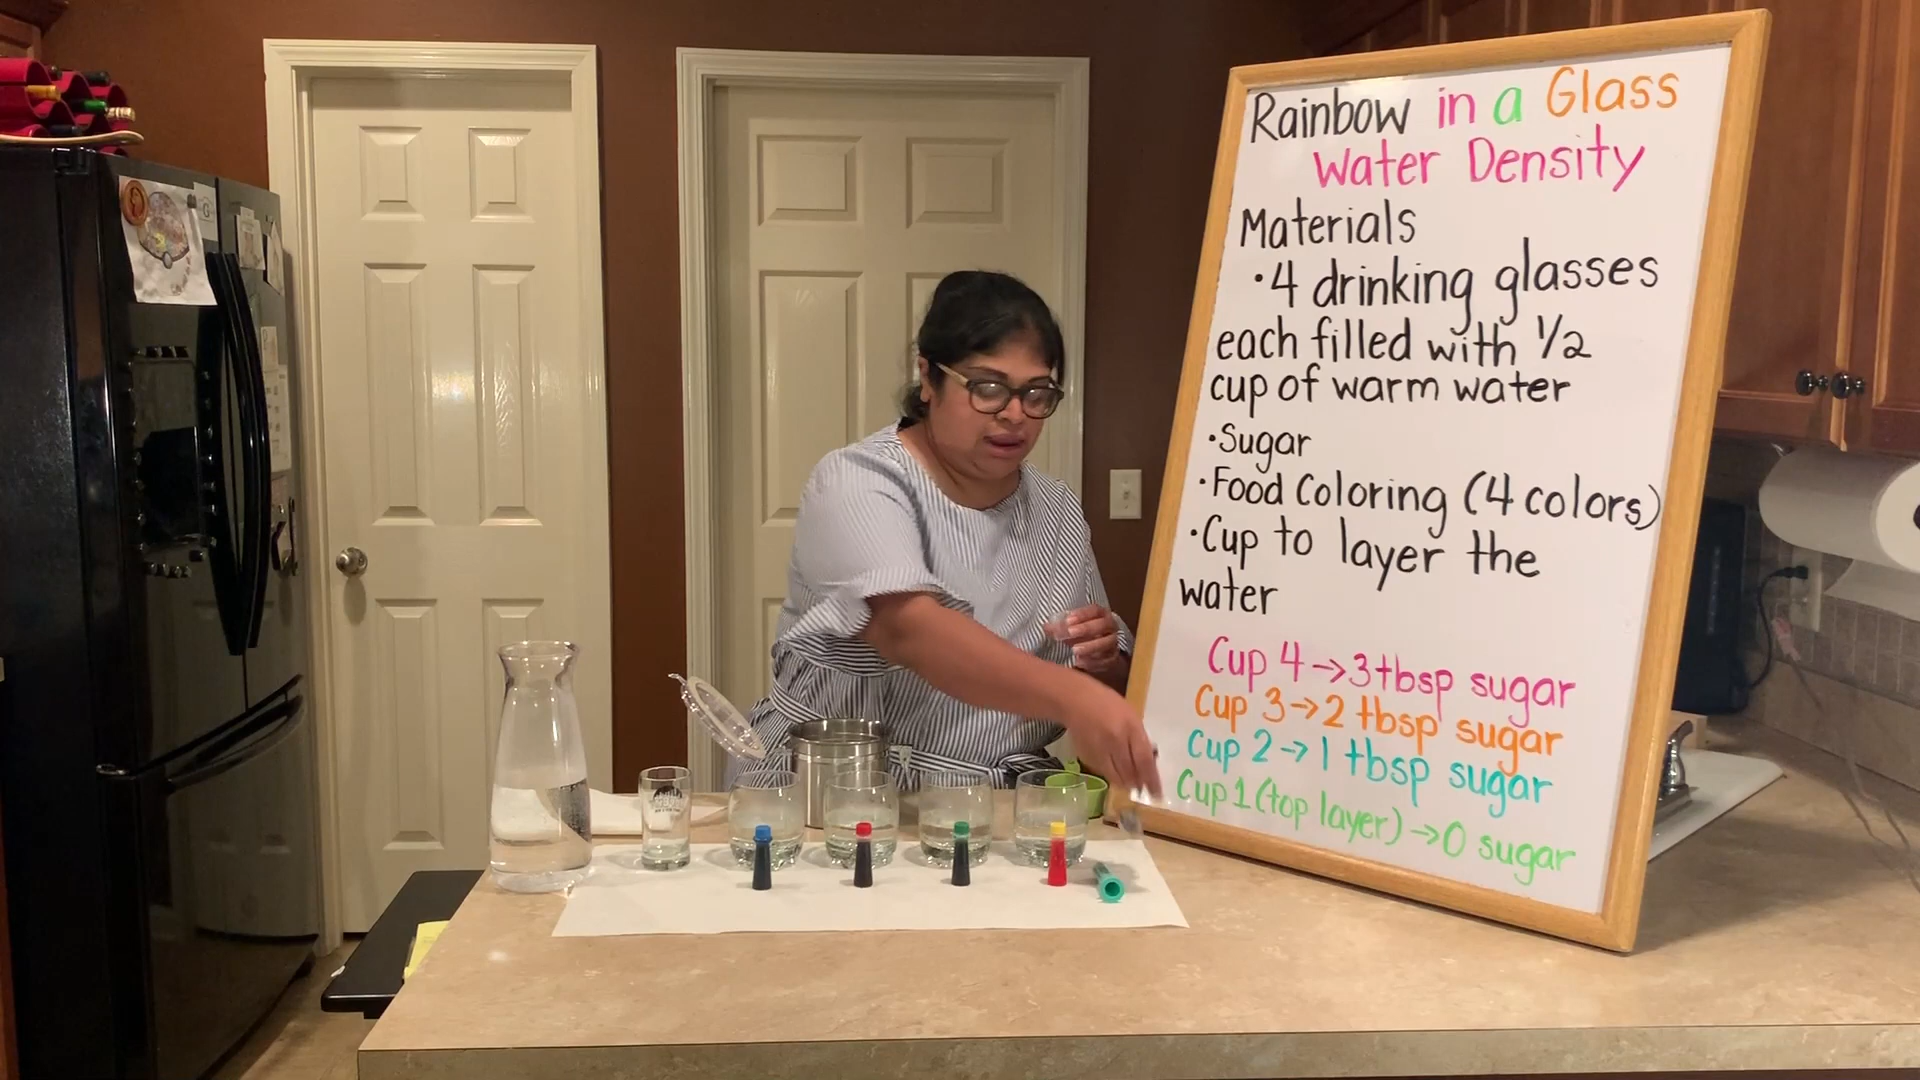 Rainbow in a Glass
Water Density
Materials
•4 drinking glasses
each filled with 1/2
cup of warm water
•Sugar
•Food Coloring (4 colors)
•Cup to layer the
water
Cup 4→3 tbsp sugar
Cup 3→2 tbsp sugar
Cup 2→1 tbsp sugar
Cup 1 (top layer)→0 sugar